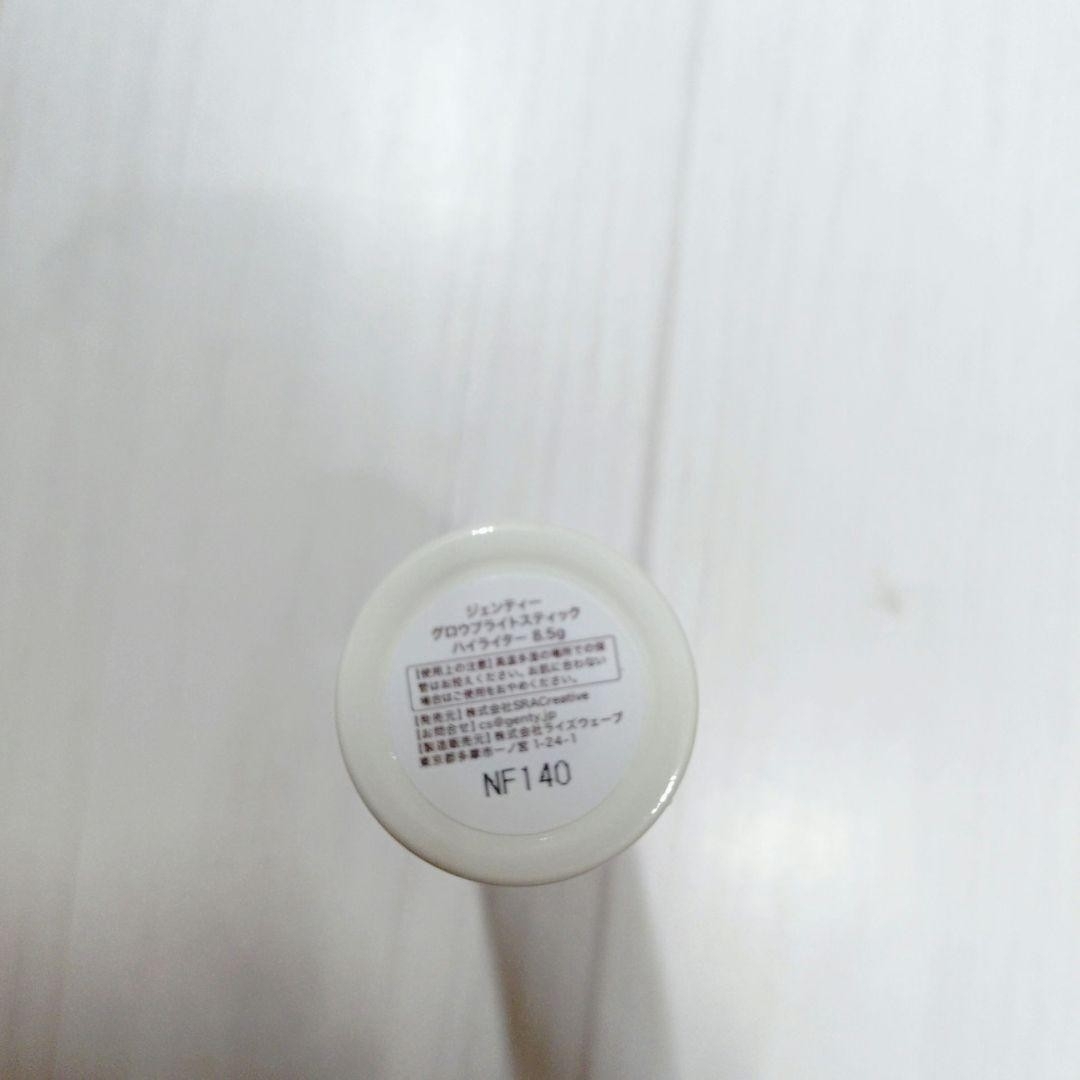 ジェンティー
グロウブライトスティック
ハイライター 8.5g
【使用上の注意】高温多湿の場所での保
管はお控えください。お肌に合わない
場合はご使用をおやめください。
【発売元】株式会社SRACreative
【お問合せ】cs@genty.jp
【製造販売元】株式会社ライズウェーブ
東京都多摩市一ノ宮 1-24-1
NF140